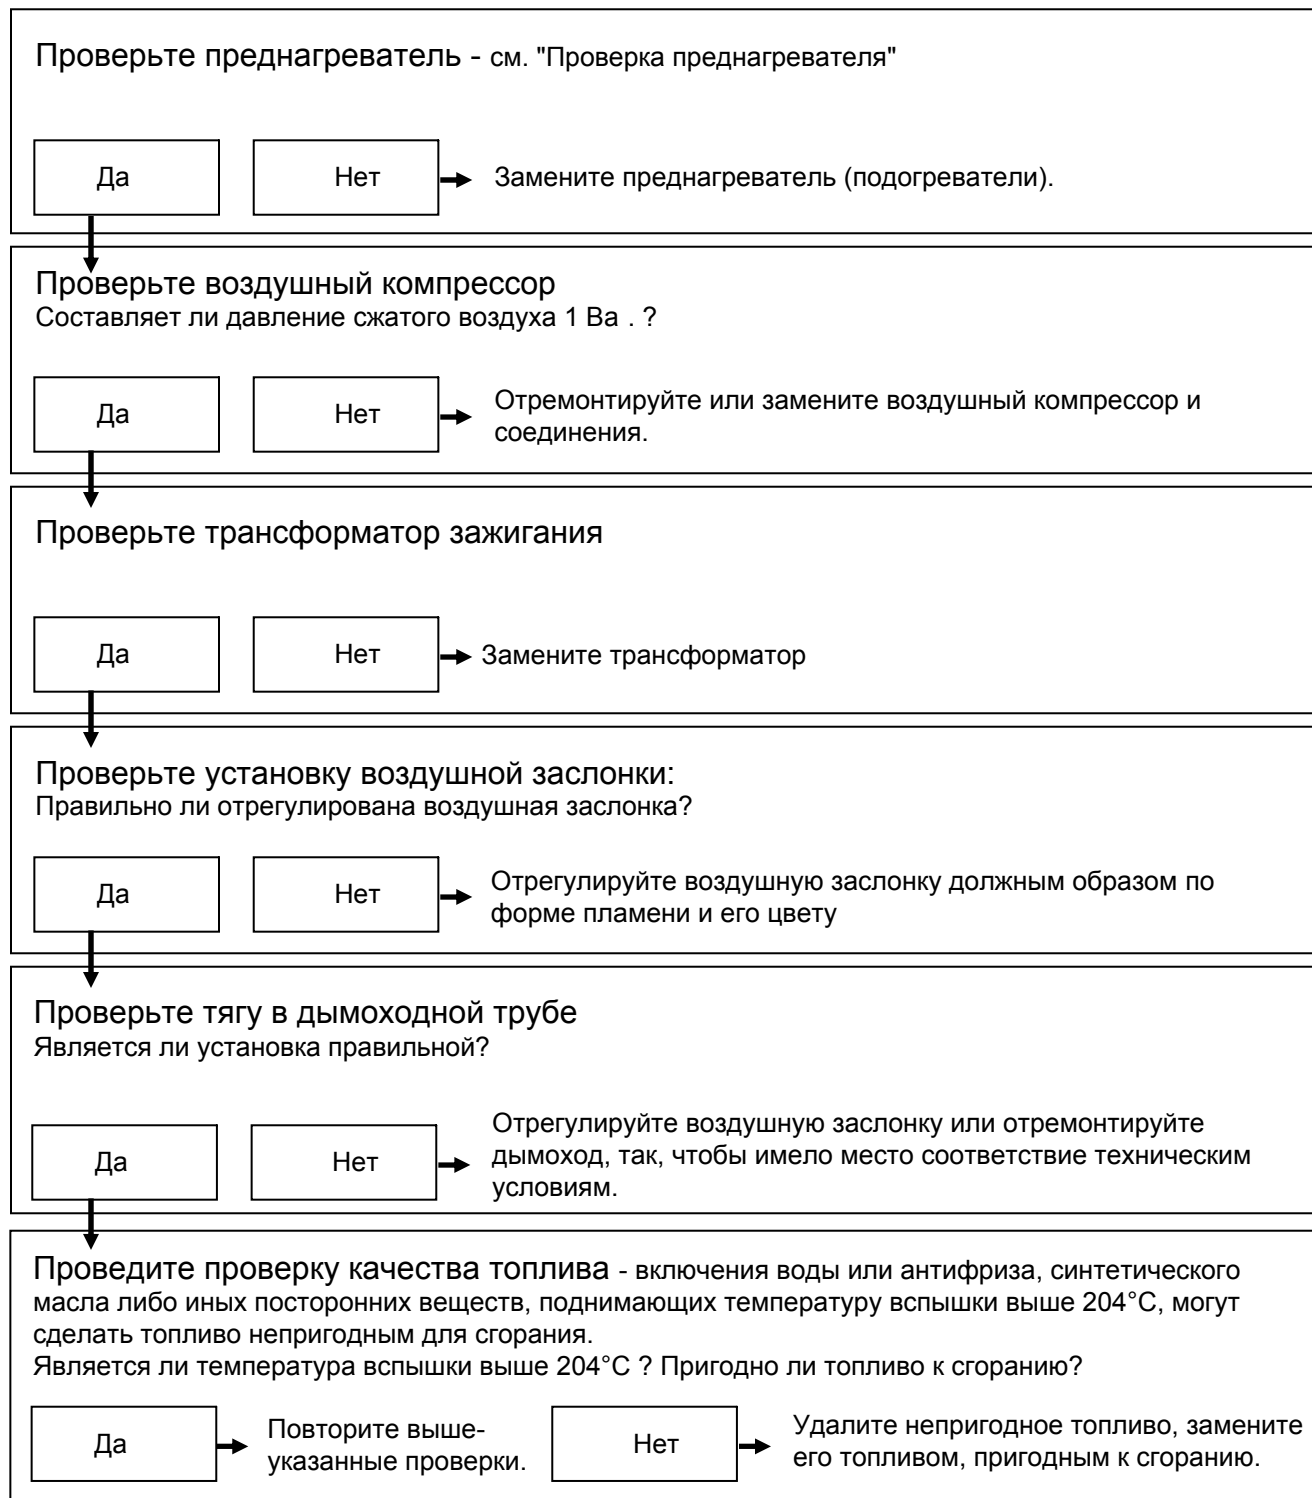 Проверьте преднагреватель - см. "Проверка преднагревателя"
Да
Нет
Замените преднагреватель (подогреватели).
Проверьте воздушный компрессор
Составляет ли давление сжатого воздуха 1 Ba . ?
Да
Нет
Отремонтируйте или замените воздушный компрессор и
соединения.
Проверьте трансформатор зажигания
Да
Нет
Замените трансформатор
Проверьте установку воздушной заслонки:
Правильно ли отрегулирована воздушная заслонка?
Да
Нет
Отрегулируйте воздушную заслонку должным образом по
форме пламени и его цвету
Проверьте тягу в дымоходной трубе
Является ли установка правильной?
Да
Нет
Отрегулируйте воздушную заслонку или отремонтируйте
дымоход, так, чтобы имело место соответствие техническим
условиям.
Проведите проверку качества топлива - включения воды или антифриза, синтетического
масла либо иных посторонних веществ, поднимающих температуру вспышки выше 204°C, могут
сделать топливо непригодным для сгорания.
Является ли температура вспышки выше 204°C ? Пригодно ли топливо к сгоранию?
Да
Повторите выше-
указанные проверки.
Нет
Удалите непригодное топливо, замените
его топливом, пригодным к сгоранию.